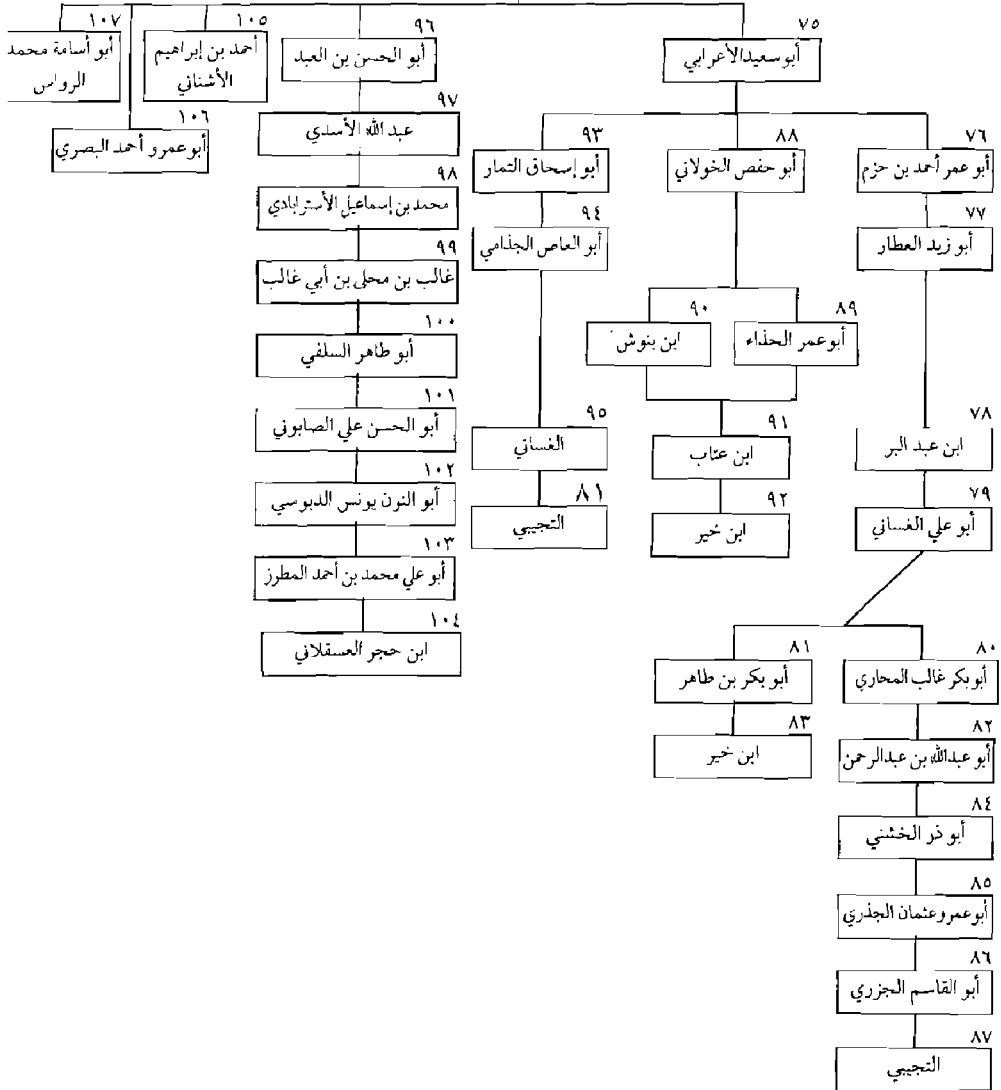 ٧٥
أبو سعيد الأعرابي
٩٦
أبو الحسن بن العبد
١٠٥
أحمد بن إبراهيم
الأشناني
١٠٧
أبو أسامة محمد
الرواس
١٠٦
أبو عمرو أحمد البصري
٧٦
أبو عمر أحمد بن حزم
٧٧
أبو زيد العطار
٧٨
ابن عبد البر
٧٩
أبو علي الغساني
٨٠
أبو بكر غالب المحاري
٨٢
أبو عبدالله بن عبدالرحمن
٨٤
أبو ذر الخشني
٨٥
أبو عمرو عثمان الجذري
٨٦
أبو القاسم الجزري
٨٧
التجيبي
٨١
أبو بكر بن طاهر
٨٣
ابن خير
٨٨
أبو حفص الخولاني
٨٩
أبو عمر الحذاء
٩٠
ابن بنوش
٩١
ابن عتاب
٩٢
ابن خير
٩٣
أبو إسحاق التمار
٩٤
أبو العاص الجذامي
٩٥
الغساني
٨١
التجيبي
٩٧
عبد الله الأسدي
٩٨
محمد بن إسماعيل الأسترابادي
٩٩
غالب بن محلى بن أبي غالب
١٠٠
أبو طاهر السلفي
١٠١
أبو الحسن علي الصابوني
١٠٢
أبو النون يونس الدبوسي
١٠٣
أبو علي محمد بن أحمد المطرز
١٠٤
ابن حجر العسقلاني